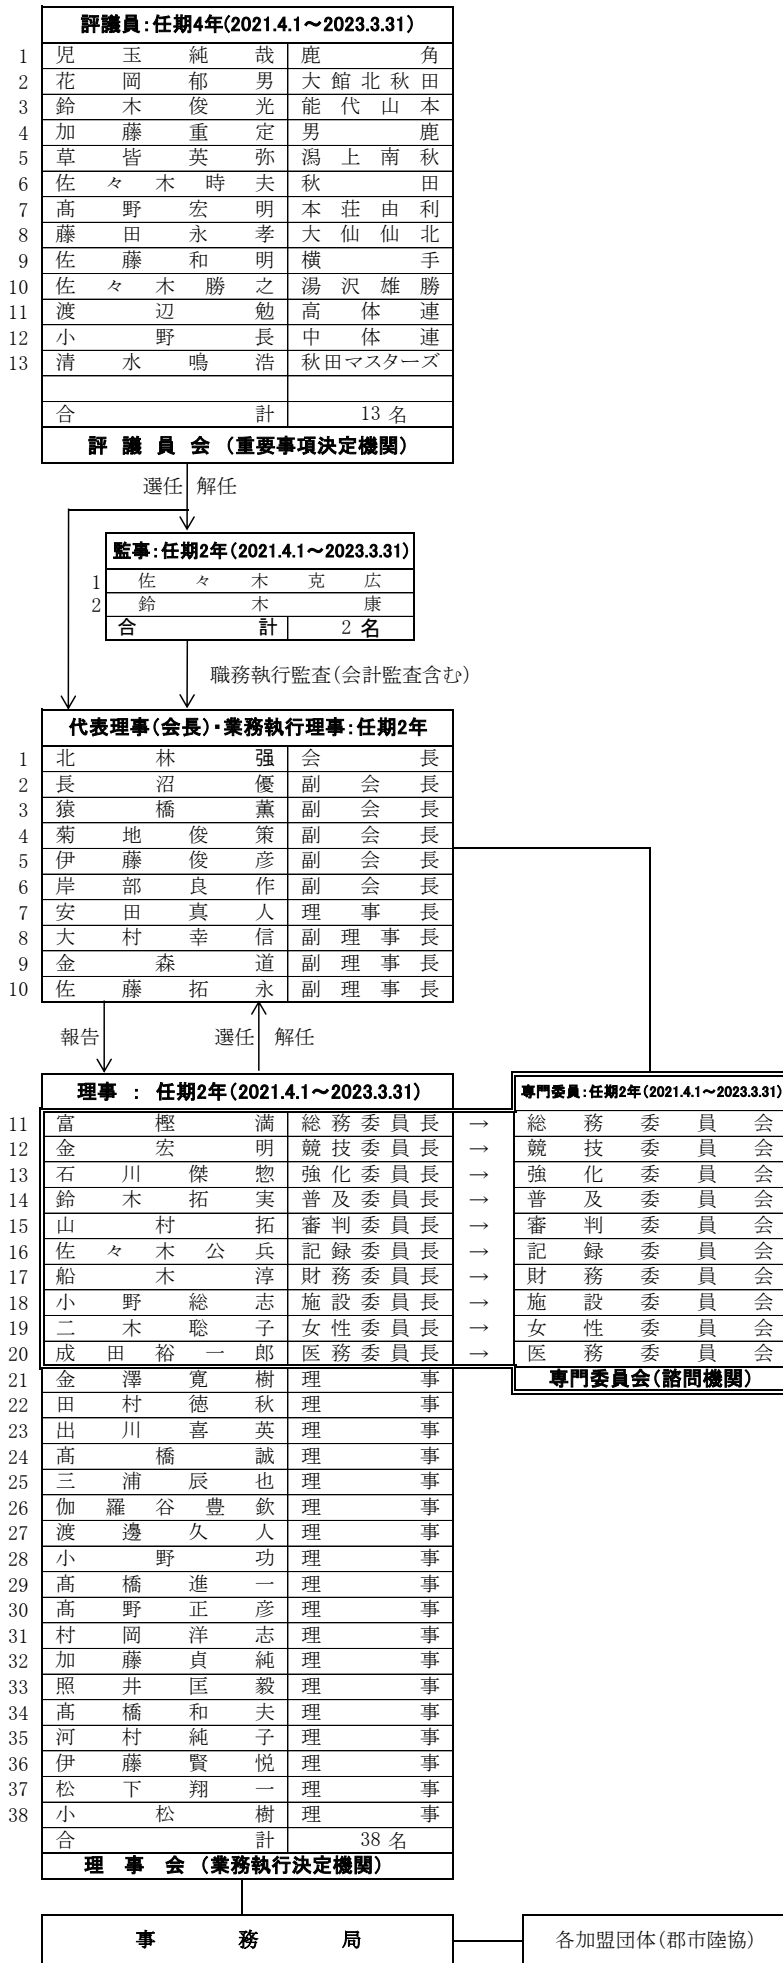 評議員：任期4年(2021.4.1～2023.3.31)
1 児玉純哉 鹿角
2 花岡郁男 大館北秋田
3 鈴木俊光 能代山本
4 加藤重定 男鹿
5 草皆英弥 潟上南秋
6 佐々木時夫 秋田
7 髙野宏明 本荘由利
8 藤田永孝 大仙仙北
9 佐藤和明 横手
10 佐々木勝之 湯沢雄勝
11 渡辺勉 高体連
12 小野長 中体連
13 清水鳴浩 秋田マスターズ
合計 13 名
評議員会（重要事項決定機関）
選任 解任
監事：任期2年(2021.4.1～2023.3.31)
1 佐々木克広
2 鈴木康
合計 2 名
職務執行監査(会計監査含む)
代表理事(会長)・業務執行理事：任期2年
1 北林强 会長
2 長沼優 副会長
3 猿橋薫 副会長
4 菊地俊策 副会長
5 伊藤俊彦 副会長
6 岸部良作 副会長
7 安田真人 理事長
8 大村幸信 副理事長
9 金森道 副理事長
10 佐藤拓永 副理事長
報告 選任 解任
理事：任期2年(2021.4.1～2023.3.31) 専門委員：任期2年(2021.4.1～2023.3.31)
11 富樫満 総務委員長 → 総務委員会
12 金宏明 競技委員長 → 競技委員会
13 石川傑惣 強化委員長 → 強化委員会
14 鈴木拓実 普及委員長 → 普及委員会
15 山村拓 審判委員長 → 審判委員会
16 佐々木公兵 記録委員長 → 記録委員会
17 船木淳 財務委員長 → 財務委員会
18 小野総志 施設委員長 → 施設委員会
19 二木聡子 女性委員長 → 女性委員会
20 成田裕一郎 医務委員長 → 医務委員会
21 金澤寛樹 理事 専門委員会(諮問機関)
22 田村徳秋 理事
23 出川喜英 理事
24 髙橋誠 理事
25 三浦辰也 理事
26 伽羅谷豊欽 理事
27 渡邊久人 理事
28 小野功 理事
29 髙橋進一 理事
30 髙野正彦 理事
31 村岡洋志 理事
32 加藤貞純 理事
33 照井匡毅 理事
34 髙橋和夫 理事
35 河村純子 理事
36 伊藤賢悦 理事
37 松下翔一 理事
38 小松樹 理事
合計 38 名
理事会（業務執行決定機関）
事務局 各加盟団体(郡市陸協)